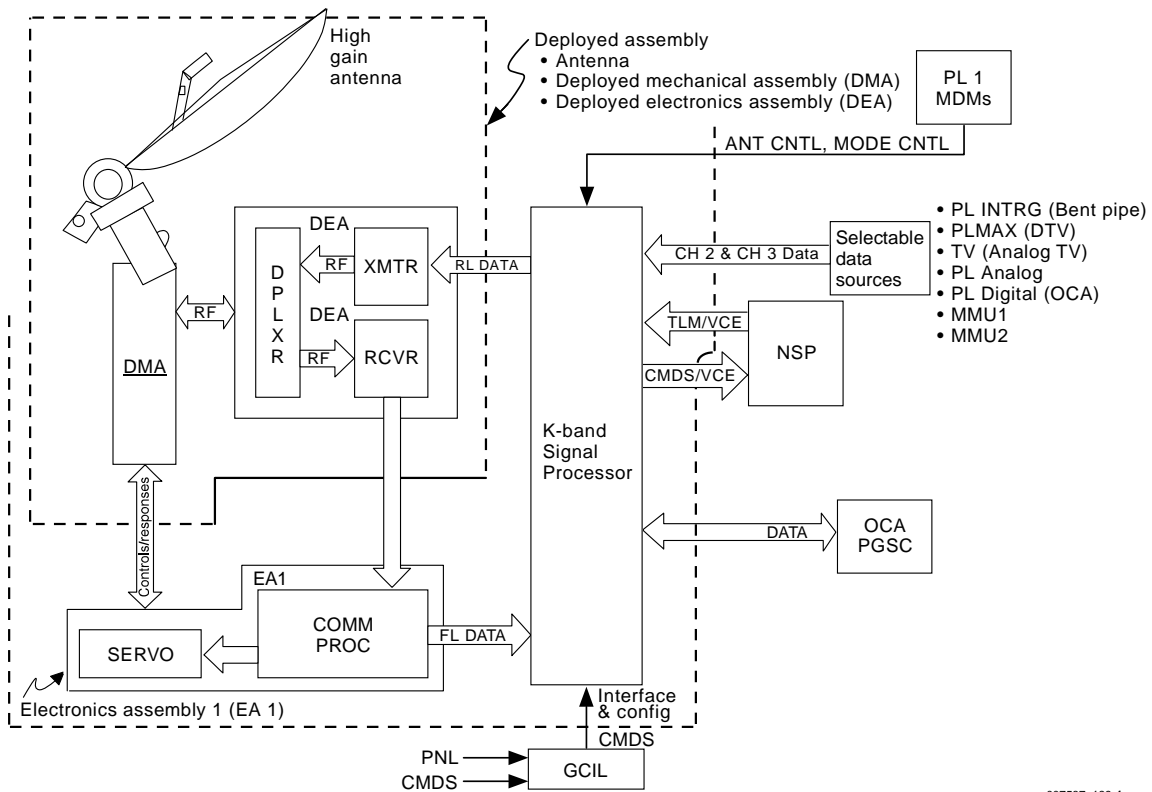 High
gain
antenna
Deployed assembly
• Antenna
• Deployed mechanical assembly (DMA)
• Deployed electronics assembly (DEA)
PL 1
MDMs
ANT CNTL, MODE CNTL
DEA
D
P
L
X
R
RF
XMTR
RL DATA
RF
DEA
RF
RCVR
DMA
K-band
Signal
Processor
CH 2 & CH 3 Data
Selectable
data
sources
• PL INTRG (Bent pipe)
• PLMAX (DTV)
• TV (Analog TV)
• PL Analog
• PL Digital (OCA)
• MMU1
• MMU2
TLM/VCE
CMDS/VCE
NSP
DATA
OCA
PGSC
Controls/responses
EA1
COMM
PROC
SERVO
FL DATA
Electronics assembly 1 (EA 1)
Interface
& config
CMDS
PNL
CMDS
GCIL